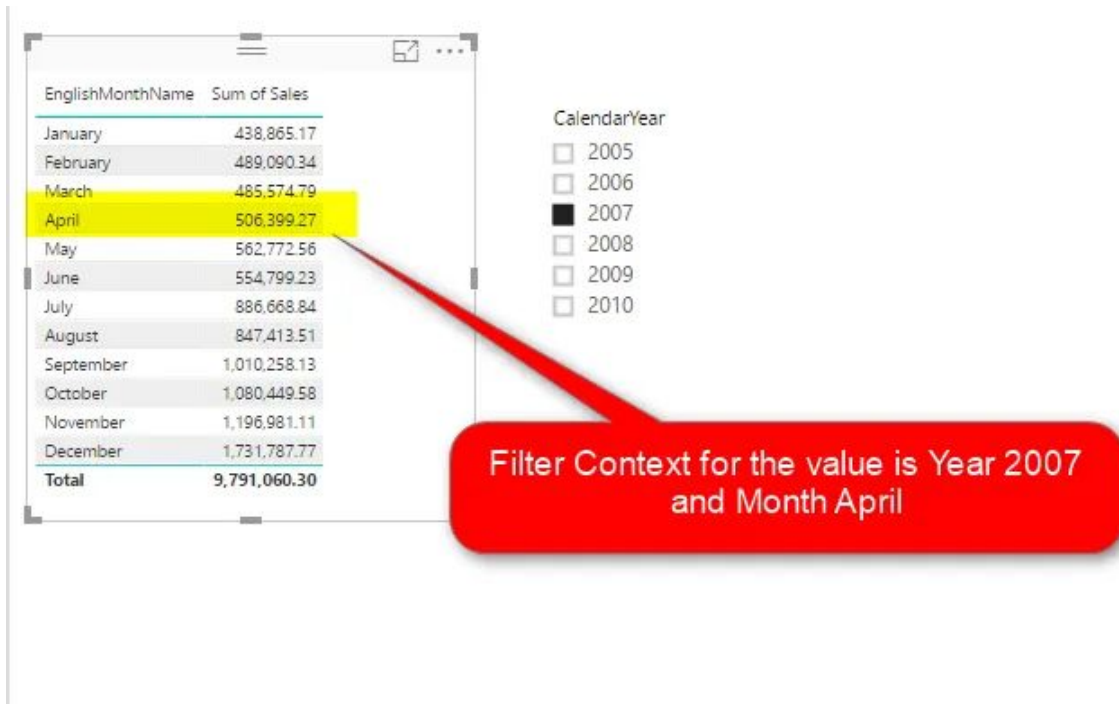 EnglishMonthName Sum of Sales
January 438,865.17
February 489,090.34
March 485,574.79
April 506,399.27
May 562,772.56
June 554,799.23
July 886,668.84
August 847,413.51
September 1,010,258.13
October 1,080,449.58
November 1,196,981.11
December 1,731,787.77
Total 9,791,060.30
CalendarYear
2005
2006
2007
2008
2009
2010
Filter Context for the value is Year 2007
and Month April